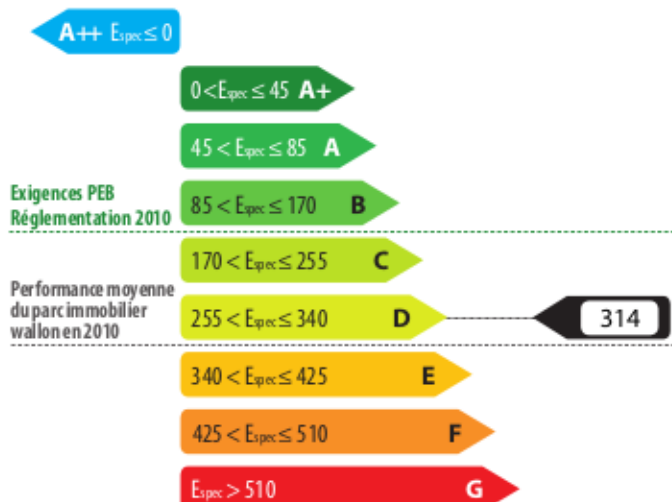 A++ Espec ≤ 0
0 < Espec ≤ 45 A+
45 < Espec ≤ 85 A
Exigences PEB
Réglementation 2010
85 < Espec ≤ 170 B
170 < Espec ≤ 255 C
Performance moyenne
du parc immobilier
wallon en 2010
255 < Espec ≤ 340 D
314
340 < Espec ≤ 425 E
425 < Espec ≤ 510 F
Espec > 510 G